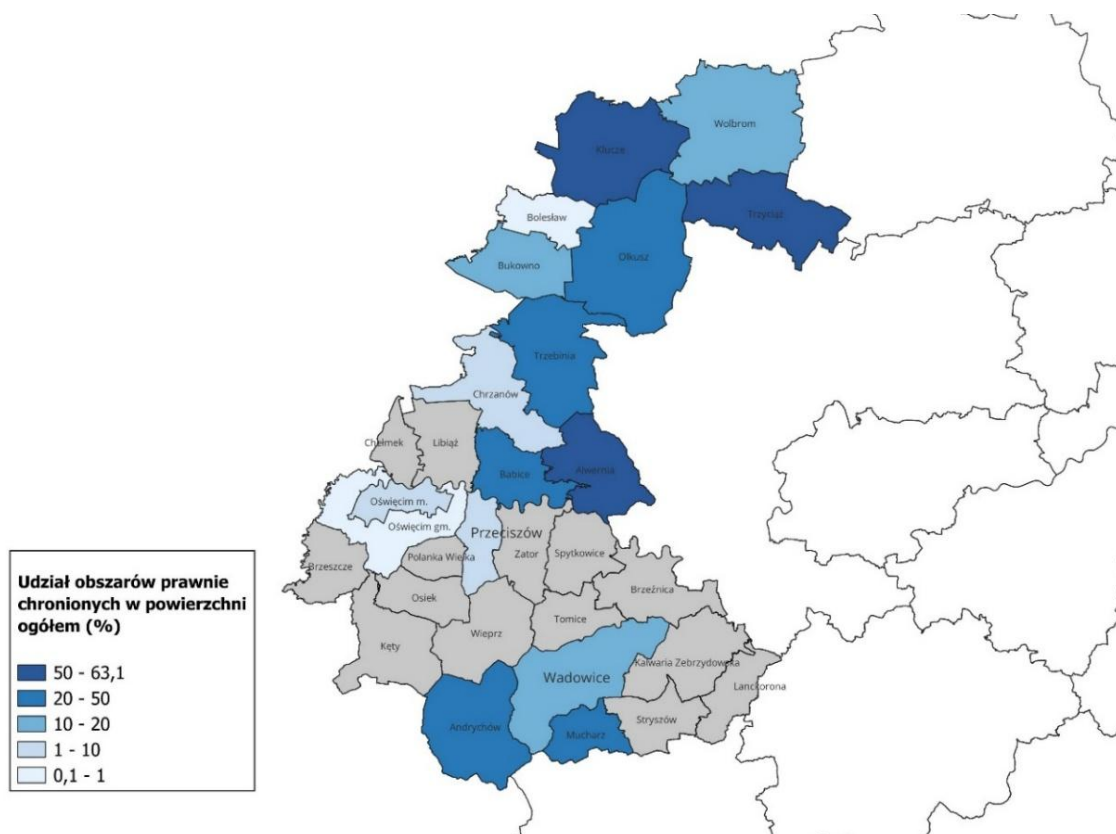 Wolbrom
Klucze
Trzyciąż
Bolesław
Olkusz
Bukowno
Trzebinia
Chrzanów
Chełmek
Libiąż
Babice
Alwernia
Oświęcim m.
Oświęcim gm.
Przeciszów
Polanka Wielka
Zator
Spytkowice
Brzeszcze
Brzeźnica
Osiek
Tomice
Wieprz
Kęty
Kalwaria Zebrzydowska
Wadowice
Lanckorona
Stryszów
Andrychów
Mucharz
Udział obszarów prawnie
chronionych w powierzchni
ogółem (%)
50 - 63,1
20 - 50
10 - 20
1 - 10
0,1 - 1